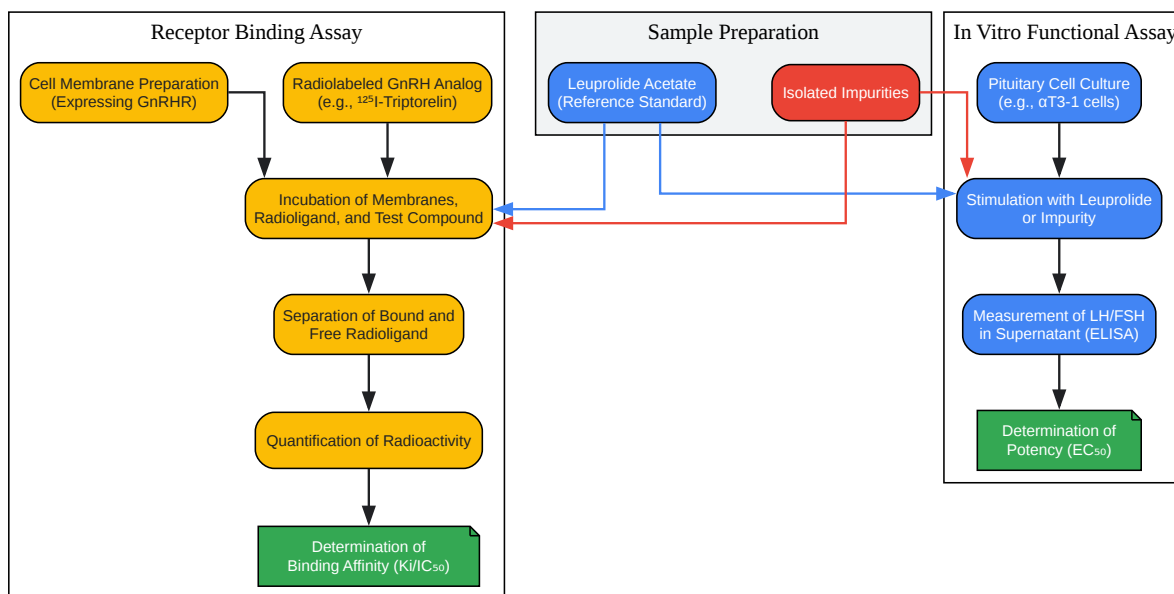 Receptor Binding Assay
Cell Membrane Preparation
(Expressing GnRHR)
Radiolabeled GnRH Analog
(e.g., ¹²⁵I-Triptorelin)
Incubation of Membranes,
Radioligand, and Test Compound
Separation of Bound and
Free Radioligand
Quantification of Radioactivity
Determination of
Binding Affinity (Ki/IC₅₀)
Sample Preparation
Leuprolide Acetate
(Reference Standard)
Isolated Impurities
In Vitro Functional Assay
Pituitary Cell Culture
(e.g., αT3-1 cells)
Stimulation with Leuprolide
or Impurity
Measurement of LH/FSH
in Supernatant (ELISA)
Determination of
Potency (EC₅₀)